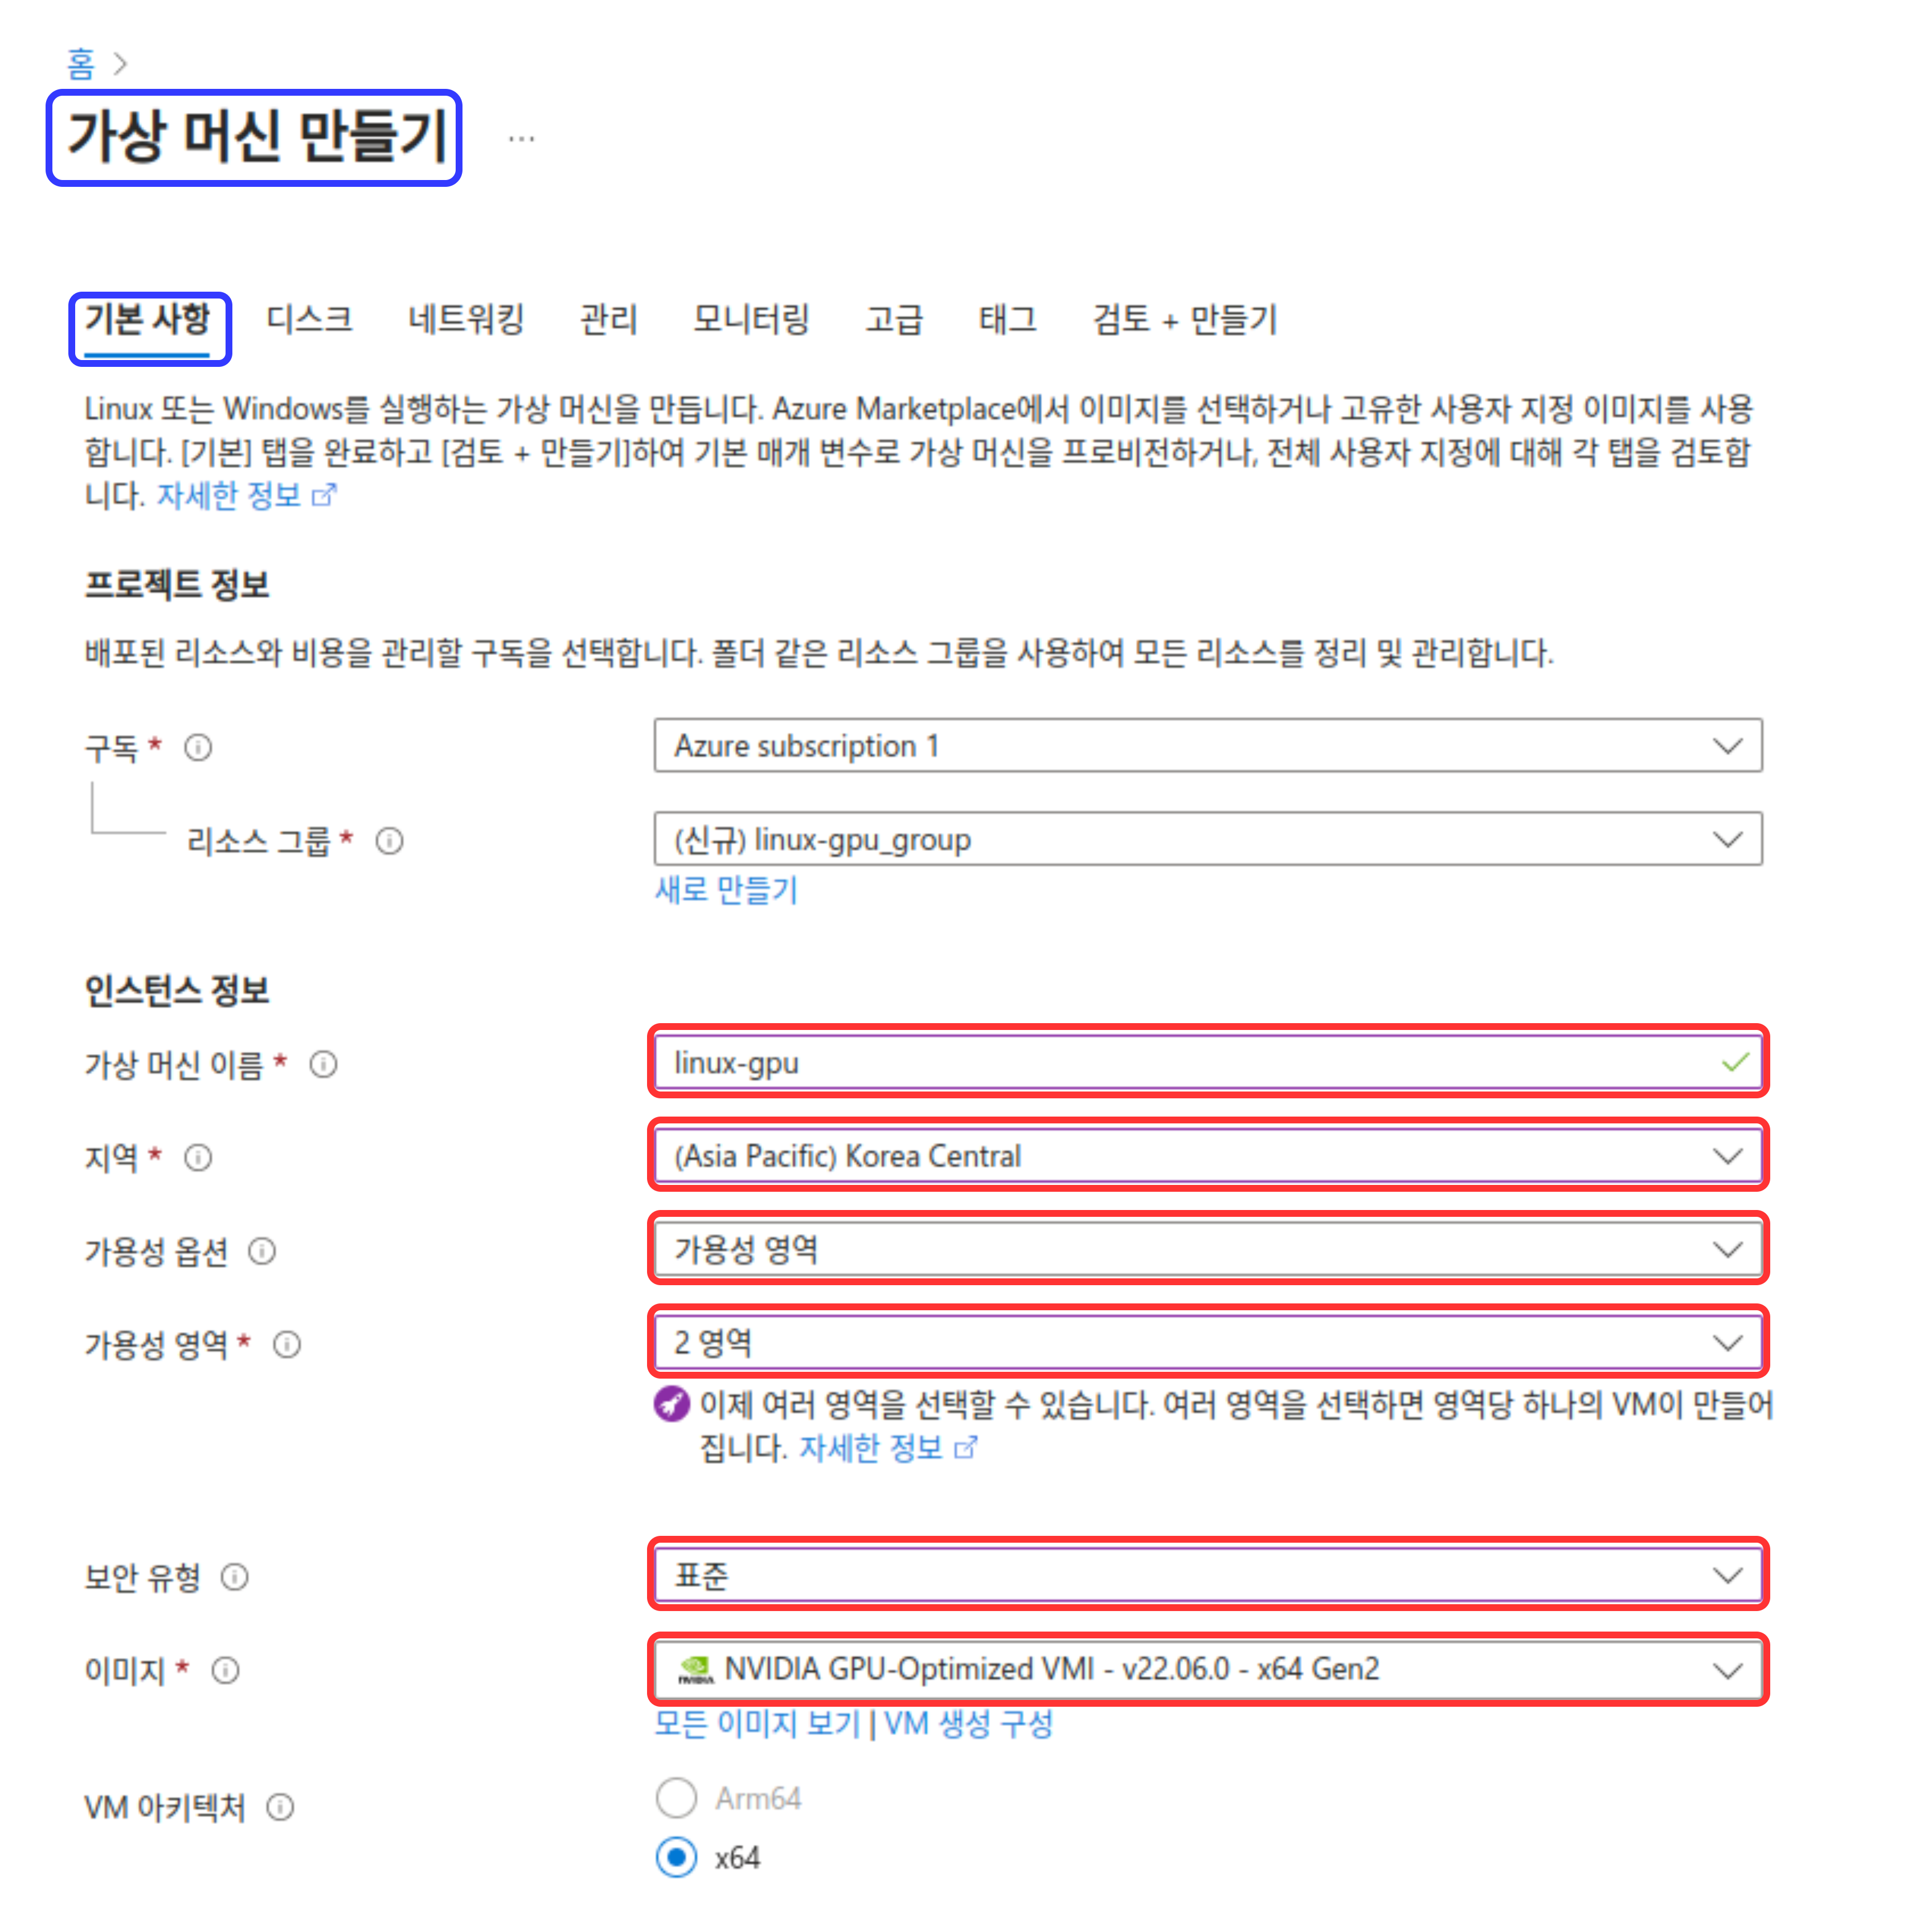 홈 >
가상 머신 만들기 ...
기본 사항 디스크 네트워킹 관리 모니터링 고급 태그 검토 + 만들기
Linux 또는 Windows를 실행하는 가상 머신을 만듭니다. Azure Marketplace에서 이미지를 선택하거나 고유한 사용자 지정 이미지를 사용
합니다. [기본] 탭을 완료하고 [검토 + 만들기]하여 기본 매개 변수로 가상 머신을 프로비전하거나, 전체 사용자 지정에 대해 각 탭을 검토합
니다. 자세한 정보
프로젝트 정보
배포된 리소스와 비용을 관리할 구독을 선택합니다. 폴더 같은 리소스 그룹을 사용하여 모든 리소스를 정리 및 관리합니다.
구독 * Azure subscription 1
리소스 그룹 * (신규) linux-gpu_group
새로 만들기
인스턴스 정보
가상 머신 이름 * linux-gpu
지역 * (Asia Pacific) Korea Central
가용성 옵션 가용성 영역
가용성 영역 * 2 영역
이제 여러 영역을 선택할 수 있습니다. 여러 영역을 선택하면 영역당 하나의 VM이 만들어
집니다. 자세한 정보
보안 유형 표준
이미지 * NVIDIA NVIDIA GPU-Optimized VMI - v22.06.0 - x64 Gen2
모든 이미지 보기 | VM 생성 구성
VM 아키텍처 Arm64
x64